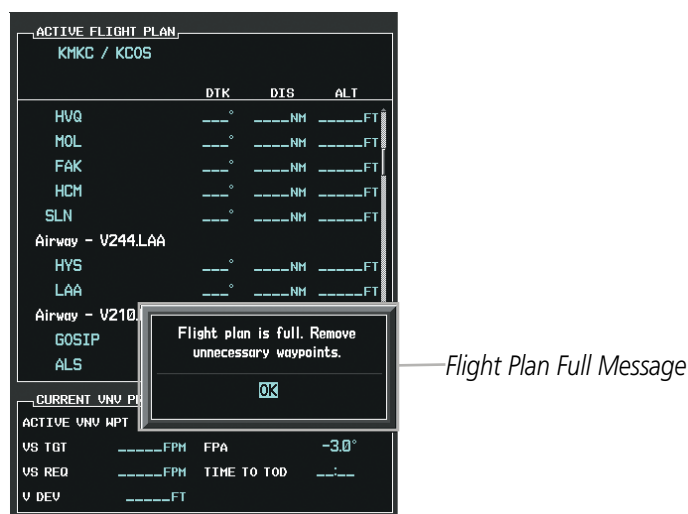 ACTIVE FLIGHT PLAN
KMKC / KCOS
DTK DIS ALT
HVQ ___° ____NM _____FT
MOL ___° ____NM _____FT
FAK ___° ____NM _____FT
HCM ___° ____NM _____FT
SLN ___° ____NM _____FT
Airway - V244.LAA
HYS ___° ____NM _____FT
LAA ___° ____NM _____FT
Airway - V210.
GOSIP
ALS
Flight plan is full. Remove
unnecessary waypoints.
OK
Flight Plan Full Message
CURRENT VNV
ACTIVE VNV WPT
VS TGT _____FPM FPA -3.0°
VS REQ _____FPM TIME TO TOD __:__
V DEV _____FT